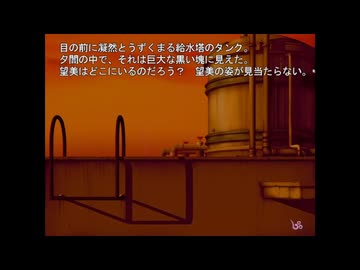 目の前に凝然とうずくまる給水塔のタンク。
夕闇の中で、それは巨大な黒い塊に見えた。
望美はどこにいるのだろう？　望美の姿が見当たらない。